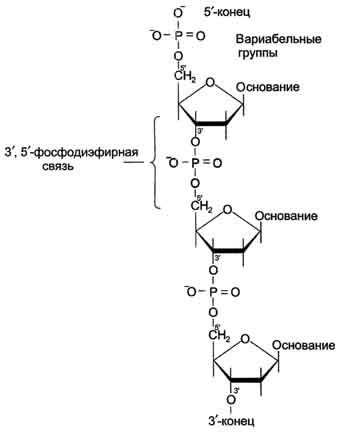 O⁻ 5′-конец
⁻O–P=O Вариабельные
O группы
5′
CH₂ O Основание
3′
3′, 5′-фосфодиэфирная O
связь ⁻O–P=O
O
5′
CH₂ O Основание
3′
O
⁻O–P=O
O
5′
CH₂ O Основание
3′
O
3′-конец